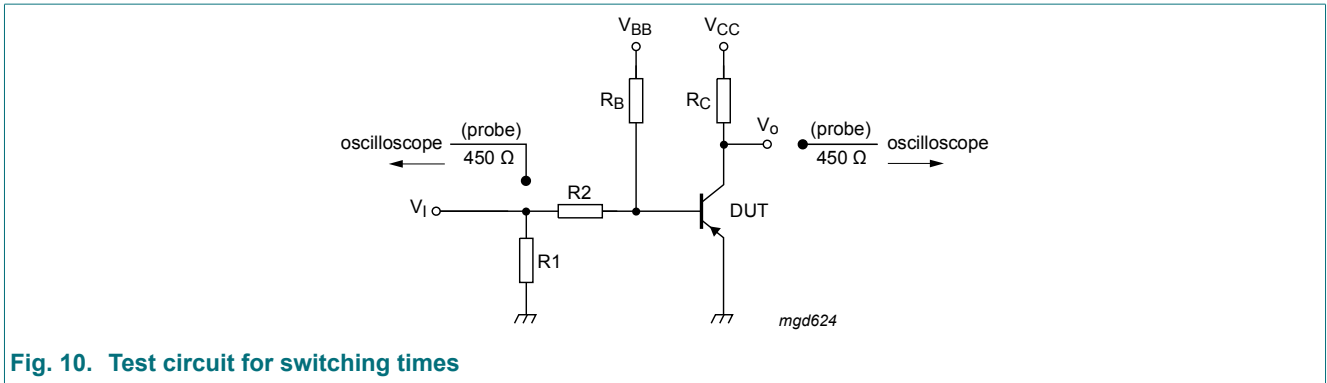 VBB VCC
RB RC
Vo
oscilloscope (probe) 450 Ω
(probe) 450 Ω oscilloscope
VI R2 DUT
R1
mgd624
Fig. 10. Test circuit for switching times